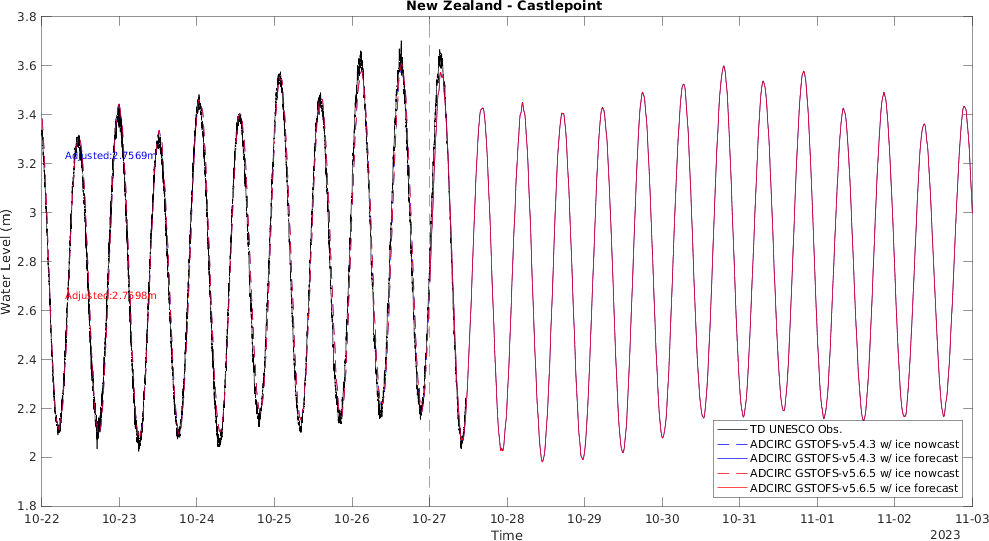 New Zealand - Castlepoint
3.8
3.6
3.4
3.2
3
2.8
2.6
2.4
2.2
2
1.8
Water Level (m)
Adjusted:2.7569m
Adjusted:2.7598m
TD UNESCO Obs.
ADCIRC GSTOFS-v5.4.3 w/ ice nowcast
ADCIRC GSTOFS-v5.4.3 w/ ice forecast
ADCIRC GSTOFS-v5.6.5 w/ ice nowcast
ADCIRC GSTOFS-v5.6.5 w/ ice forecast
10-22 10-23 10-24 10-25 10-26 10-27 10-28 10-29 10-30 10-31 11-01 11-02 11-03
Time
2023